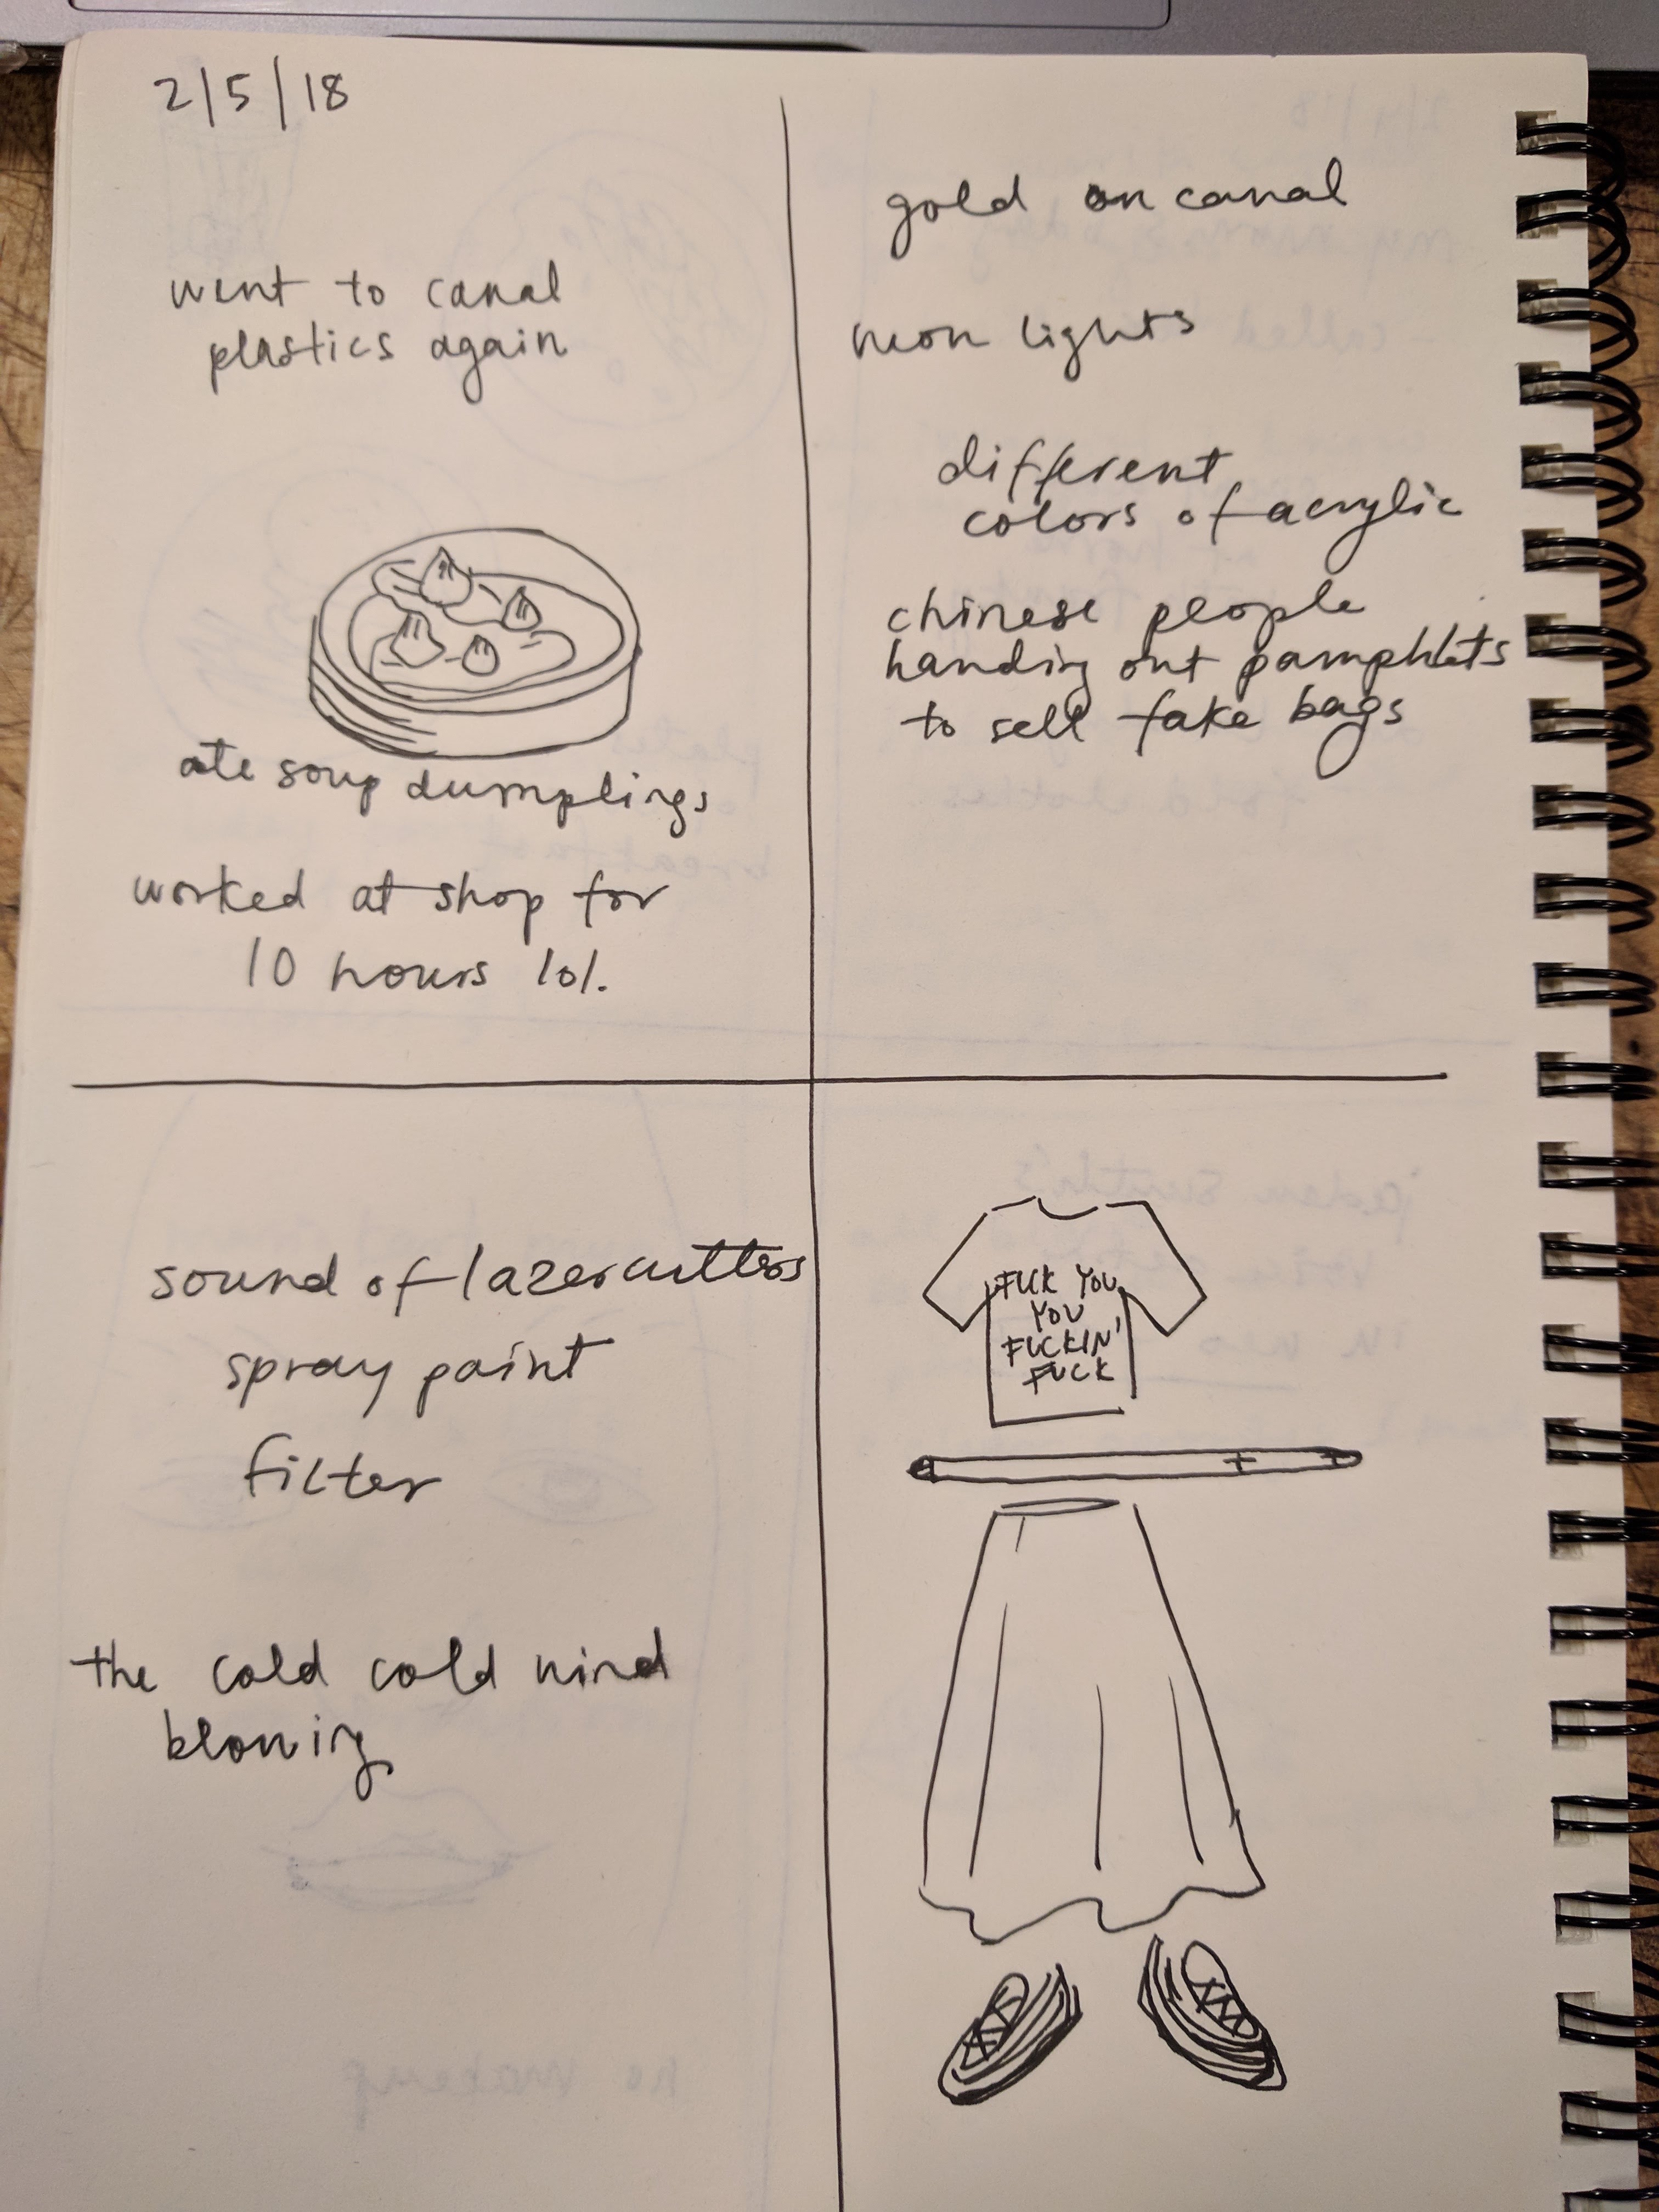 2/5/18
went to canal
plastics again
ate soup dumplings
worked at shop for
10 hours lol.
gold on canal
neon lights
different
colors of acrylic
chinese people
handing out pamphlets
to sell fake bags
sound of lazercutters
spray paint
filter
the cold cold wind
blowing
FUCK YOU
YOU
FUCKIN'
FUCK